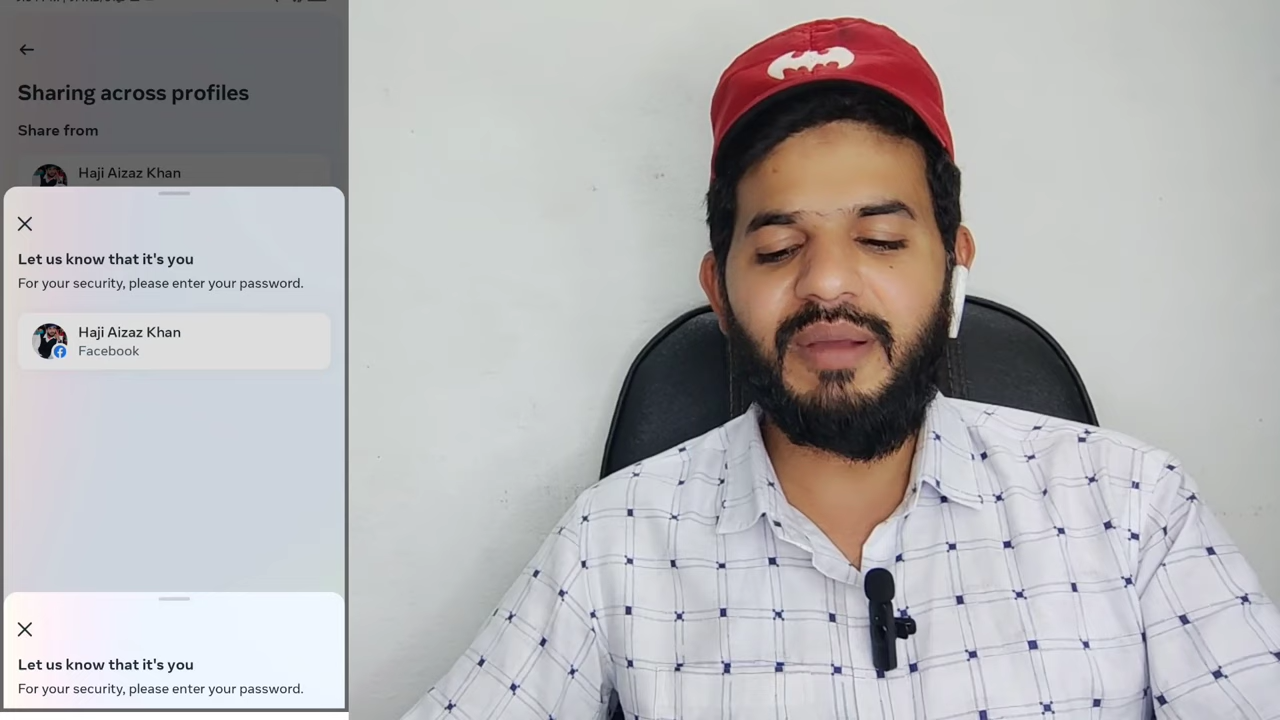 Sharing across profiles
Share from
Haji Aizaz Khan
Let us know that it's you
For your security, please enter your password.
Haji Aizaz Khan
Facebook
Let us know that it's you
For your security, please enter your password.